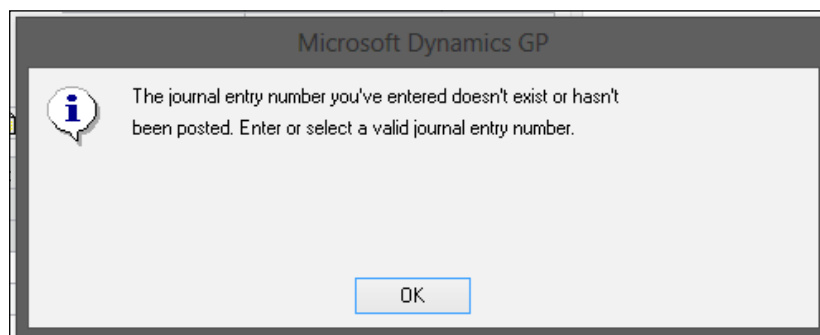 Microsoft Dynamics GP
The journal entry number you've entered doesn't exist or hasn't
been posted. Enter or select a valid journal entry number.
OK